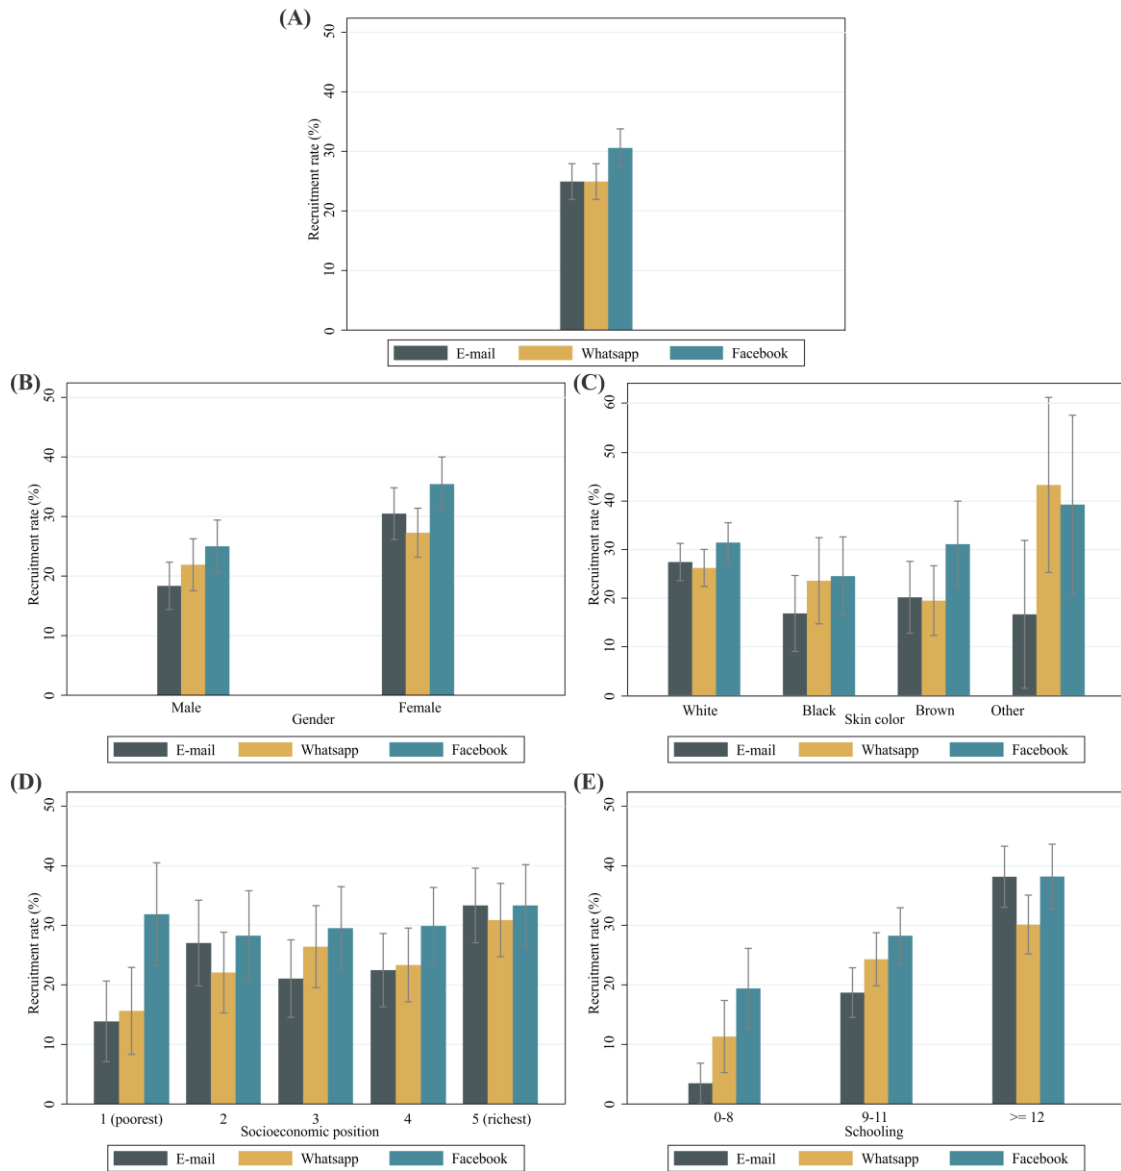 (A)
Recruitment rate (%)
0 10 20 30 40 50
E-mail Whatsapp Facebook
(B)
Recruitment rate (%)
0 10 20 30 40 50
Male Female
Gender
E-mail Whatsapp Facebook
(C)
Recruitment rate (%)
0 10 20 30 40 50 60
White Black Brown Other
Skin color
E-mail Whatsapp Facebook
(D)
Recruitment rate (%)
0 10 20 30 40 50
1 (poorest) 2 3 4 5 (richest)
Socioeconomic position
E-mail Whatsapp Facebook
(E)
Recruitment rate (%)
0 10 20 30 40 50
0-8 9-11 >= 12
Schooling
E-mail Whatsapp Facebook